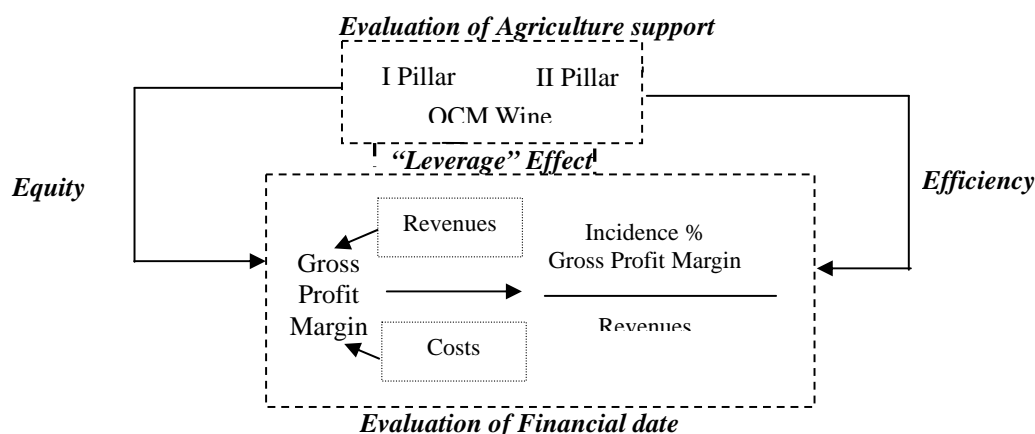 Evaluation of Agriculture support
I Pillar II Pillar
OCM Wine
“Leverage” Effect
Equity
Efficiency
Revenues
Incidence %
Gross Profit Margin
Gross
Profit
Margin
Revenues
Costs
Evaluation of Financial date